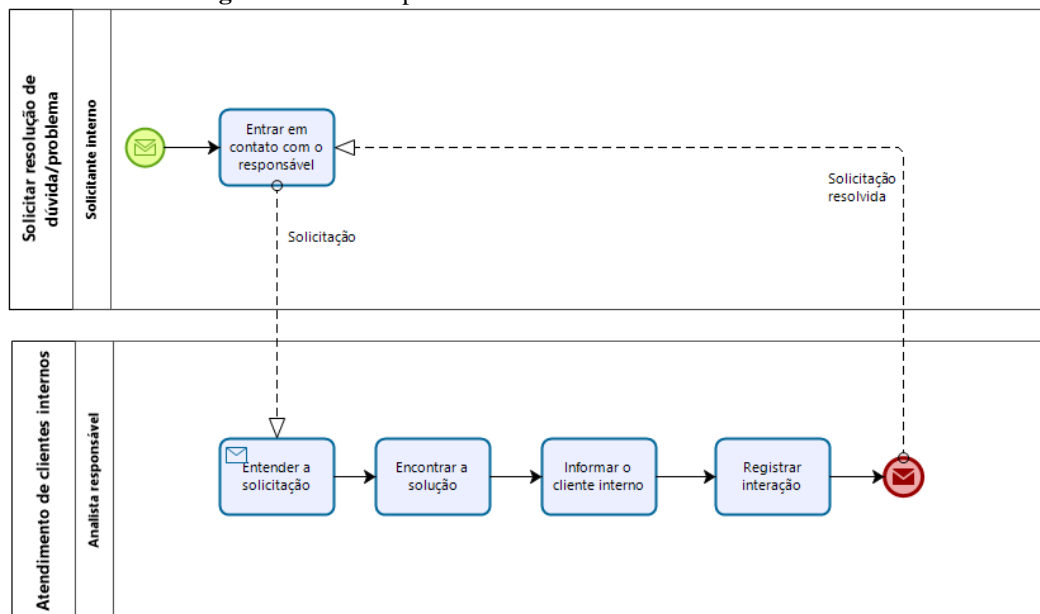 Solicitar resolução de
dúvida/problema
Solicitante interno
Entrar em
contato com o
responsável
Solicitação
resolvida
Solicitação
Atendimento de clientes internos
Analista responsável
Entender a
solicitação
Encontrar a
solução
Informar o
cliente interno
Registrar
interação